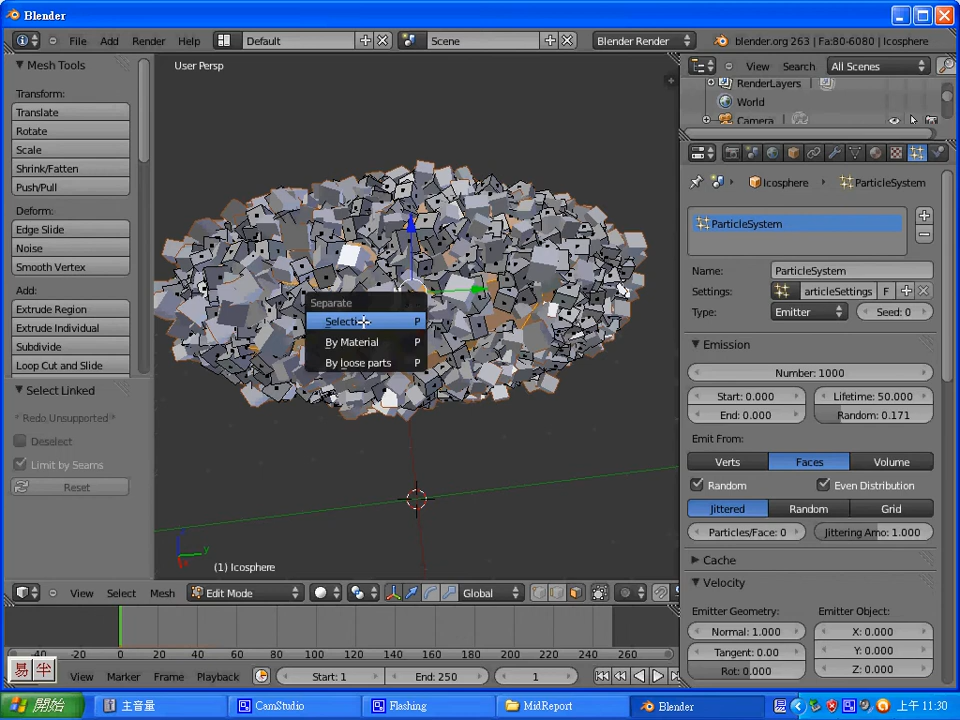 Blender
File Add Render Help Default Scene Blender Render blender.org 263 | Fa:80-6080 | Icosphere
Mesh Tools
Transform:
Translate
Rotate
Scale
Shrink/Fatten
Push/Pull
Deform:
Edge Slide
Noise
Smooth Vertex
Add:
Extrude Region
Extrude Individual
Subdivide
Loop Cut and Slide
Select Linked
Redo Unsupported
Deselect
Limit by Seams
Reset
User Persp
Separate
Selection P
By Material P
By loose parts P
z
y
(1) Icosphere
View Select Mesh Edit Mode Global
-40 -20 0 20 40 60 80 100 120 140 160 180 200 220 240 260
View Marker Frame Playback Start: 1 End: 250 1
View Search All Scenes
RenderLayers
World
Camera
Icosphere ParticleSystem
ParticleSystem
Name: ParticleSystem
Settings: articleSettings F
Type: Emitter Seed: 0
Emission
Number: 1000
Start: 0.000 Lifetime: 50.000
End: 0.000 Random: 0.171
Emit From:
Verts Faces Volume
Random Even Distribution
Jittered Random Grid
Particles/Face: 0 Jittering Amo: 1.000
Cache
Velocity
Emitter Geometry: Emitter Object:
Normal: 1.000 X: 0.000
Tangent: 0.00 Y: 0.000
Rot: 0.000 Z: 0.000
易 半
開始 主音量 CamStudio Flashing MidReport Blender 上午 11:30